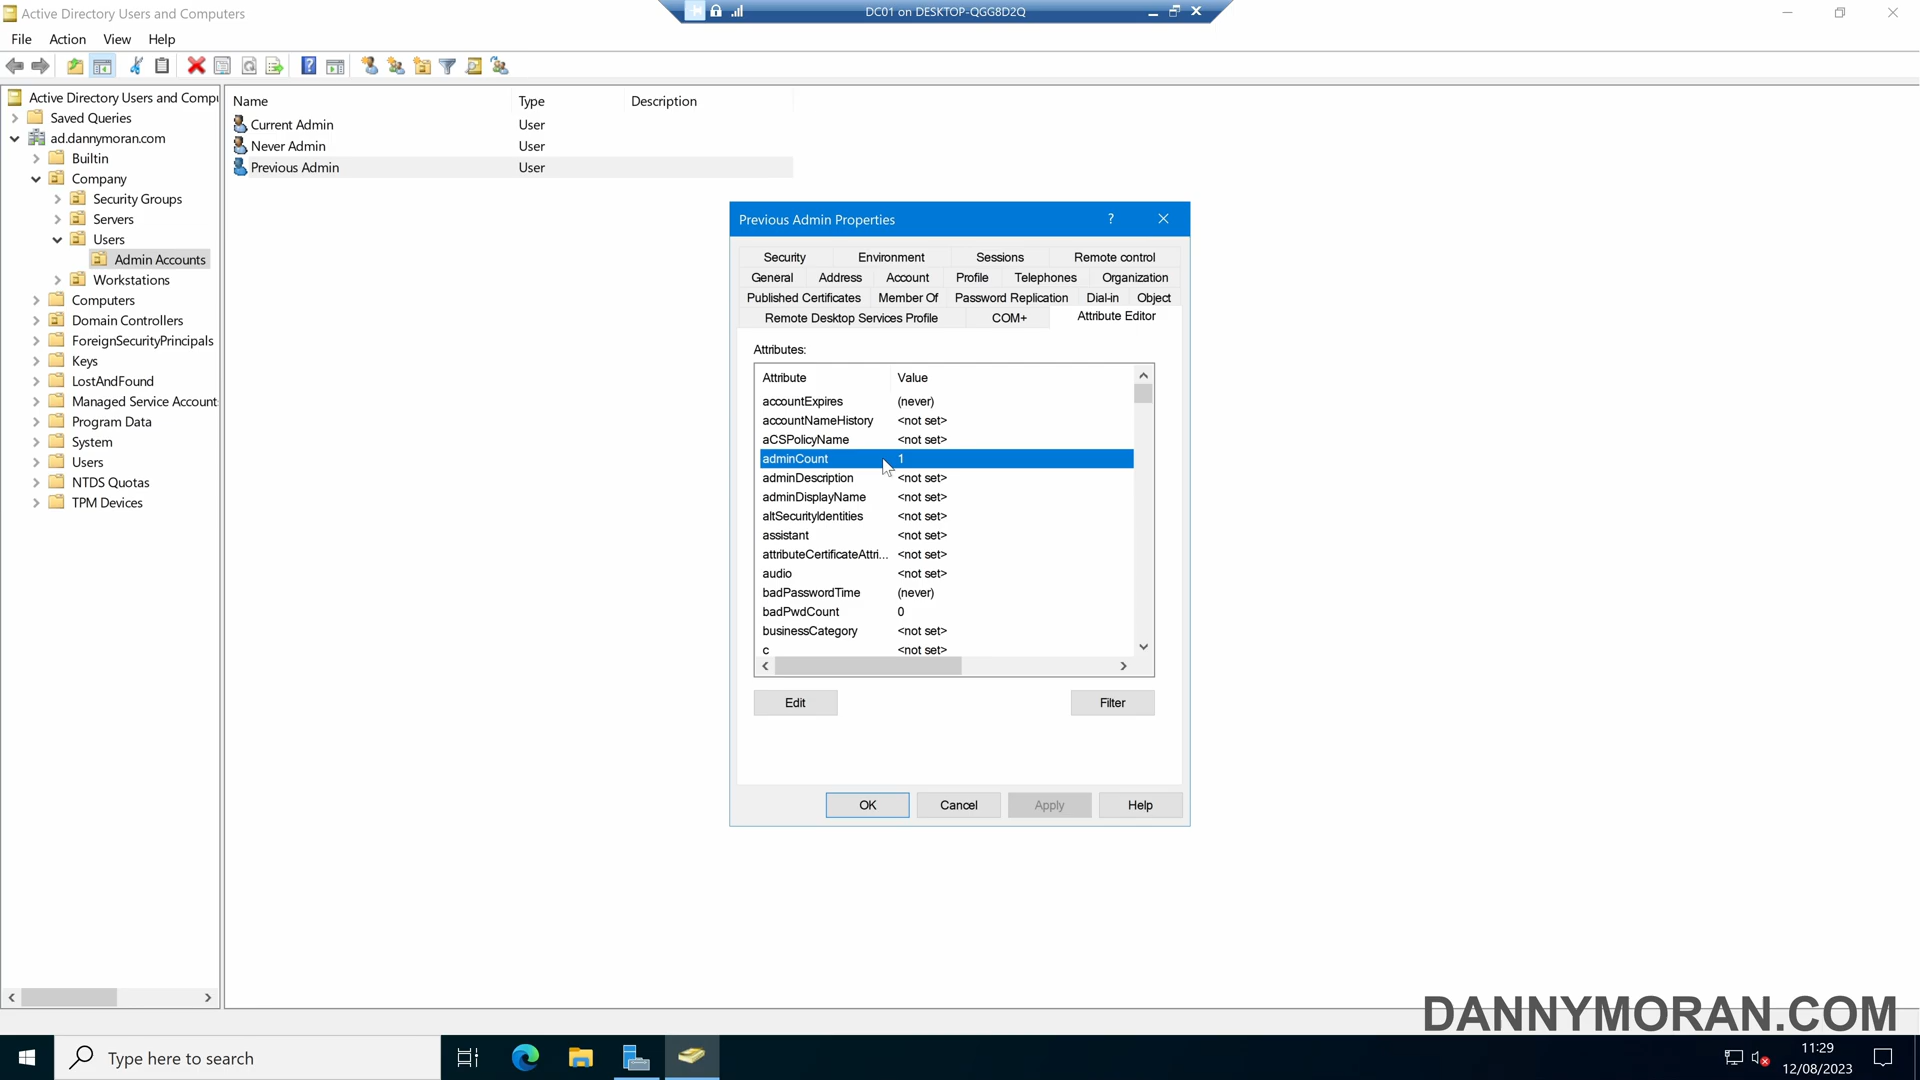 Active Directory Users and Computers
DC01 on DESKTOP-QGG8D2Q
File Action View Help
Active Directory Users and Compu
Saved Queries
ad.dannymoran.com
Builtin
Company
Security Groups
Servers
Users
Admin Accounts
Workstations
Computers
Domain Controllers
ForeignSecurityPrincipals
Keys
LostAndFound
Managed Service Account
Program Data
System
Users
NTDS Quotas
TPM Devices
Name Type Description
Current Admin User
Never Admin User
Previous Admin User
Previous Admin Properties
?
Security Environment Sessions Remote control
General Address Account Profile Telephones Organization
Published Certificates Member Of Password Replication Dial-in Object
Remote Desktop Services Profile COM+ Attribute Editor
Attributes:
Attribute Value
accountExpires (never)
accountNameHistory <not set>
aCSPolicyName <not set>
adminCount 1
adminDescription <not set>
adminDisplayName <not set>
altSecurityIdentities <not set>
assistant <not set>
attributeCertificateAttri... <not set>
audio <not set>
badPasswordTime (never)
badPwdCount 0
businessCategory <not set>
c <not set>
Edit Filter
OK Cancel Apply Help
DANNYMORAN.COM
Type here to search
11:29
12/08/2023